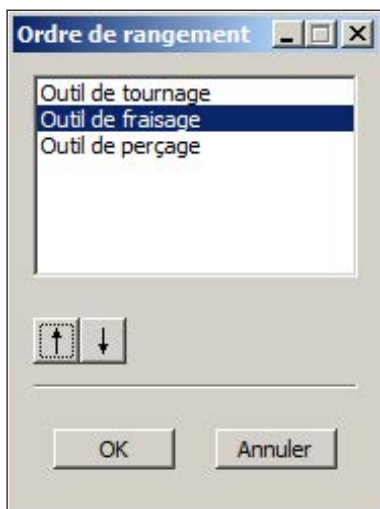 Ordre de rangement
Outil de tournage
Outil de fraisage
Outil de perçage
OK Annuler